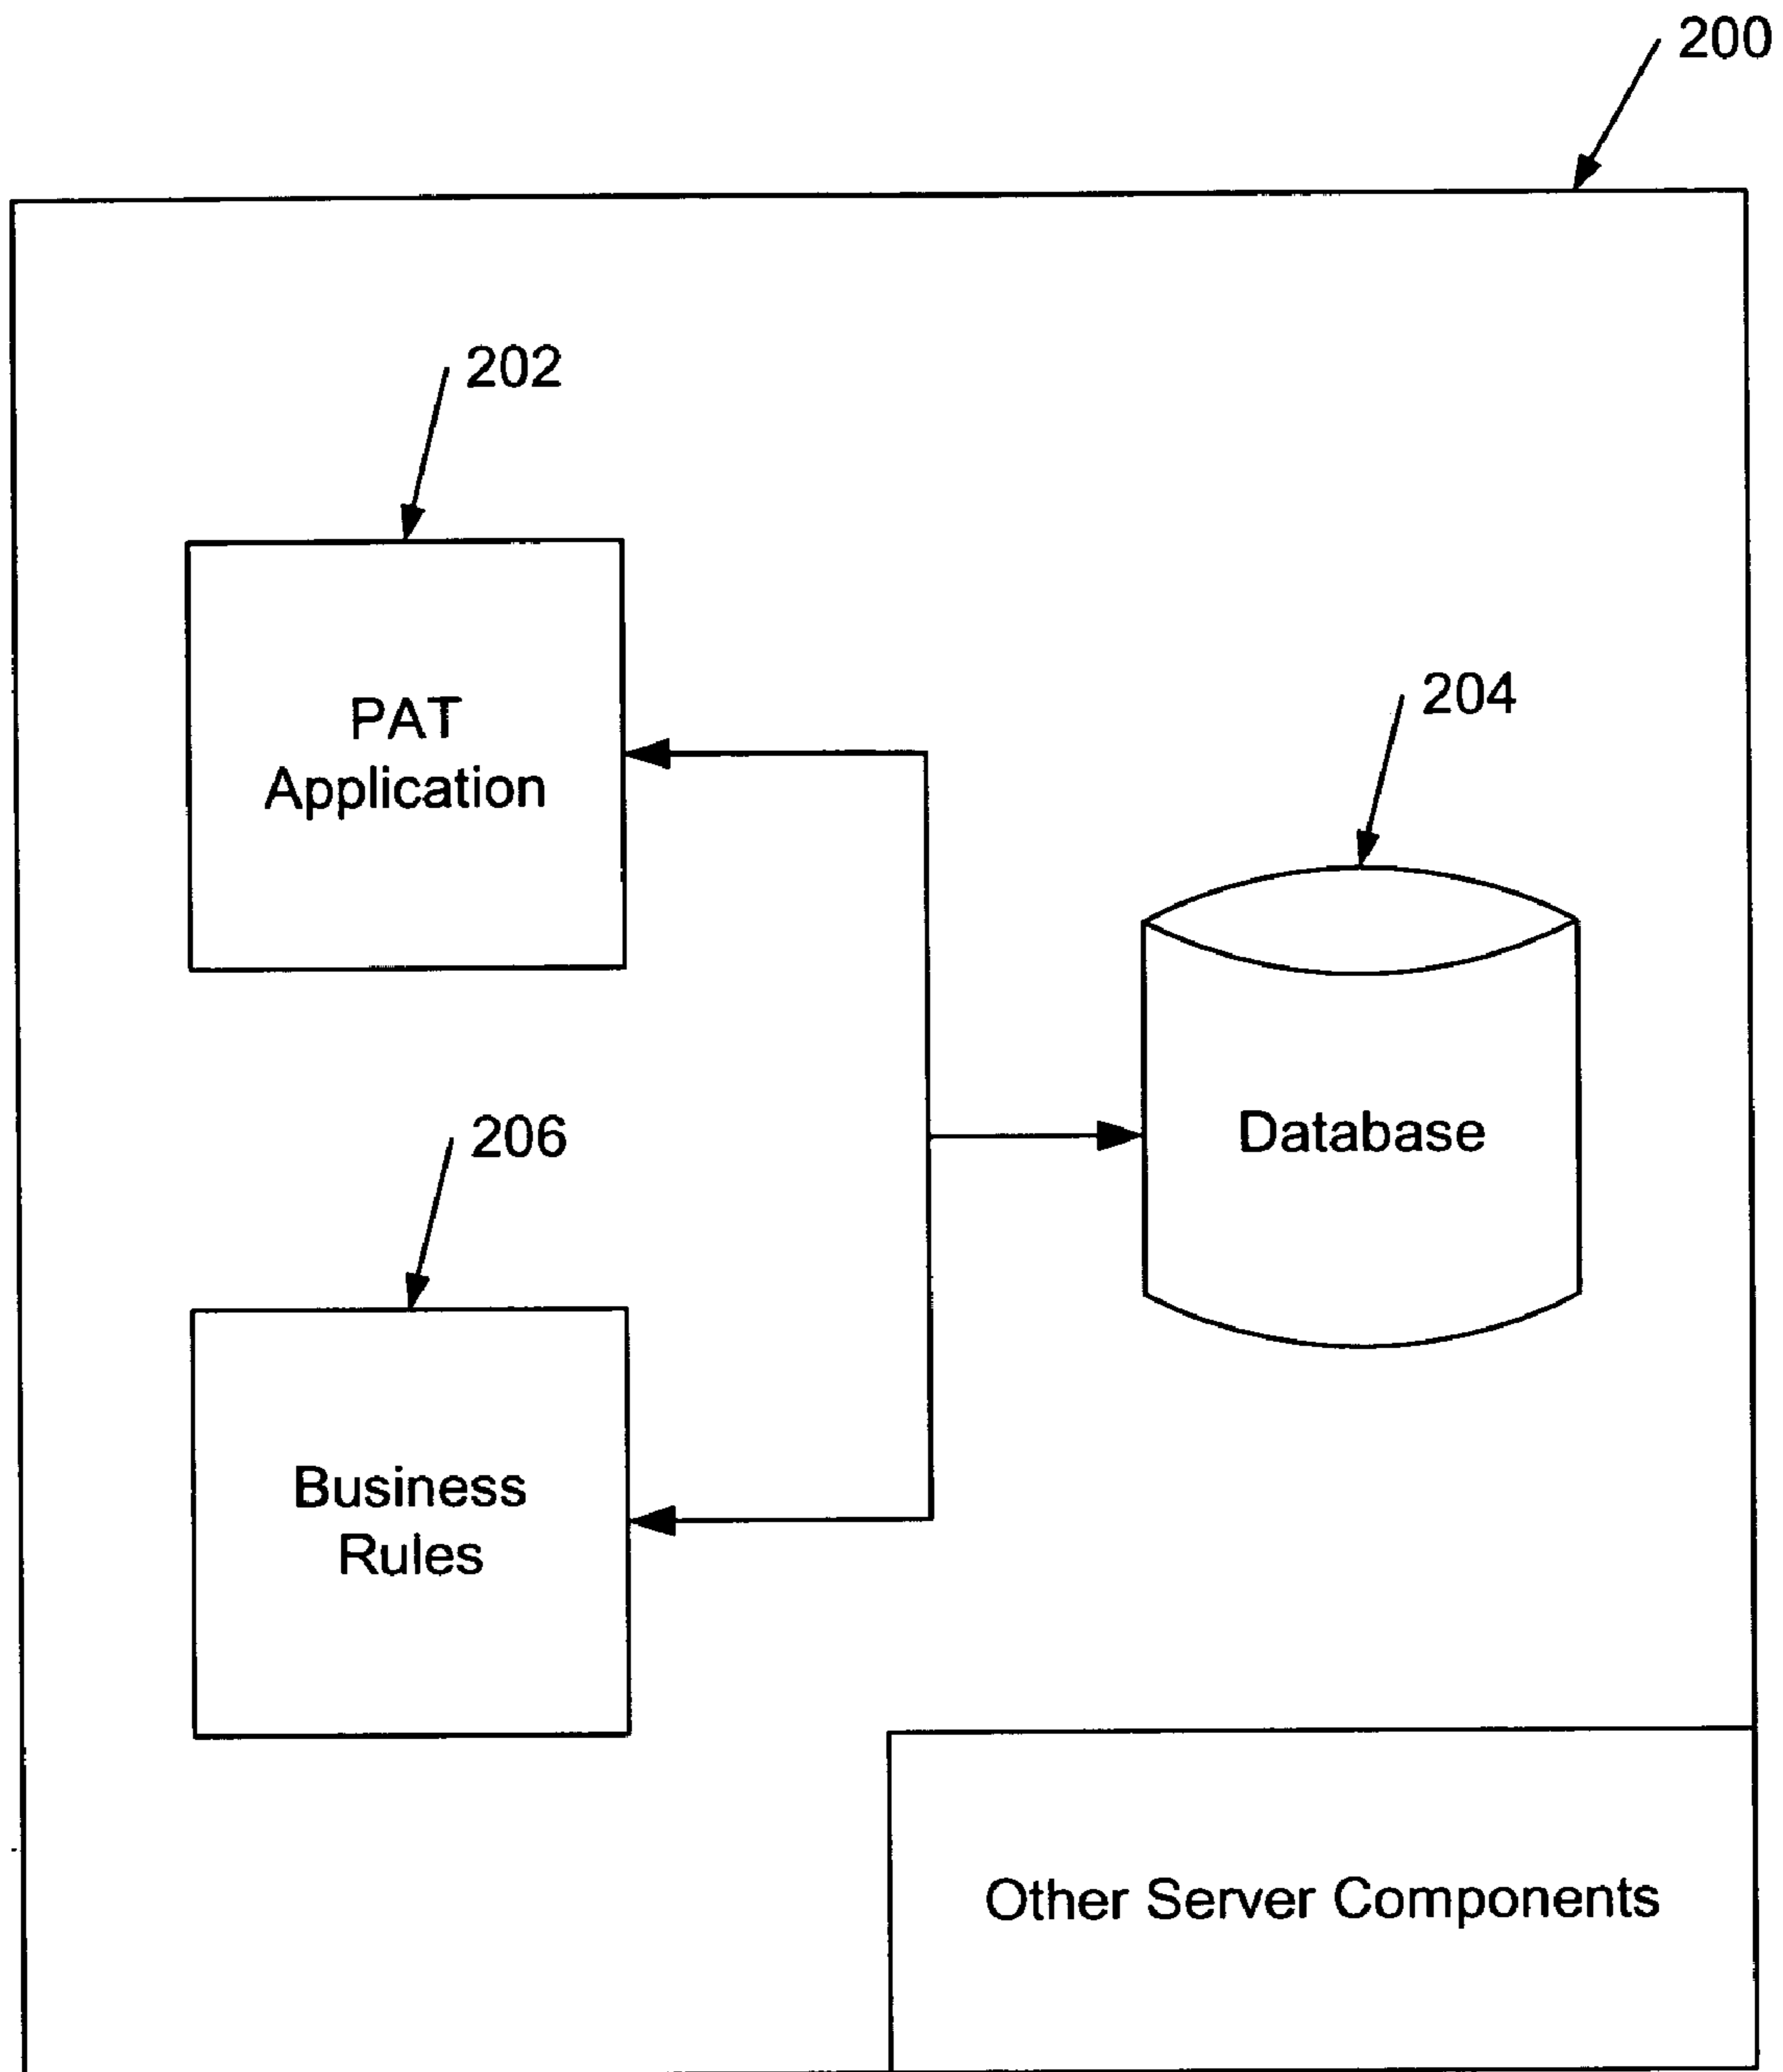 200
202
PAT
Application
204
Database
206
Business
Rules
Other Server Components